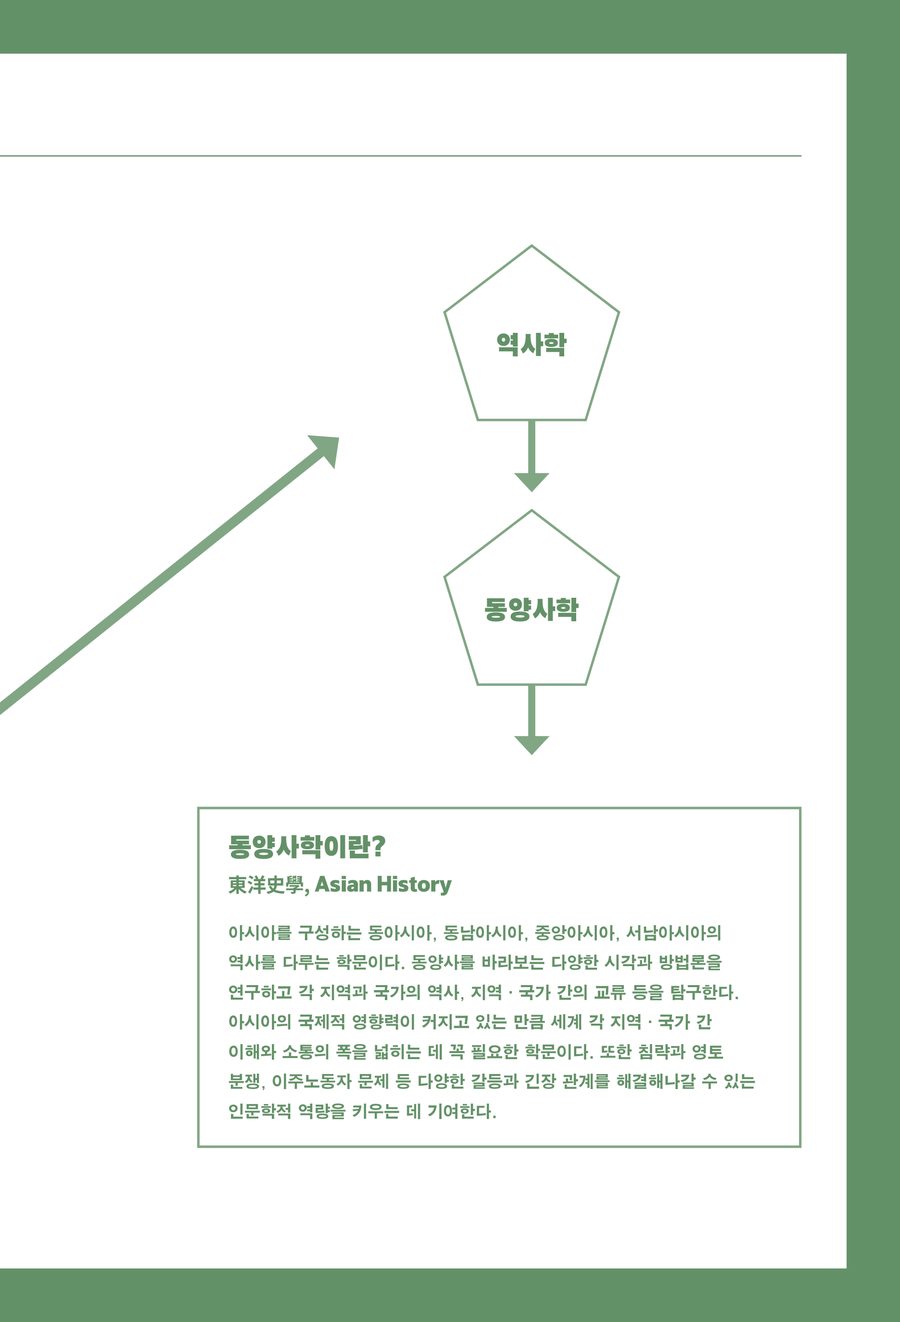 역사학
동양사학
동양사학이란?
東洋史學, Asian History
아시아를 구성하는 동아시아, 동남아시아, 중앙아시아, 서남아시아의
역사를 다루는 학문이다. 동양사를 바라보는 다양한 시각과 방법론을
연구하고 각 지역과 국가의 역사, 지역 · 국가 간의 교류 등을 탐구한다.
아시아의 국제적 영향력이 커지고 있는 만큼 세계 각 지역 · 국가 간
이해와 소통의 폭을 넓히는 데 꼭 필요한 학문이다. 또한 침략과 영토
분쟁, 이주노동자 문제 등 다양한 갈등과 긴장 관계를 해결해나갈 수 있는
인문학적 역량을 키우는 데 기여한다.